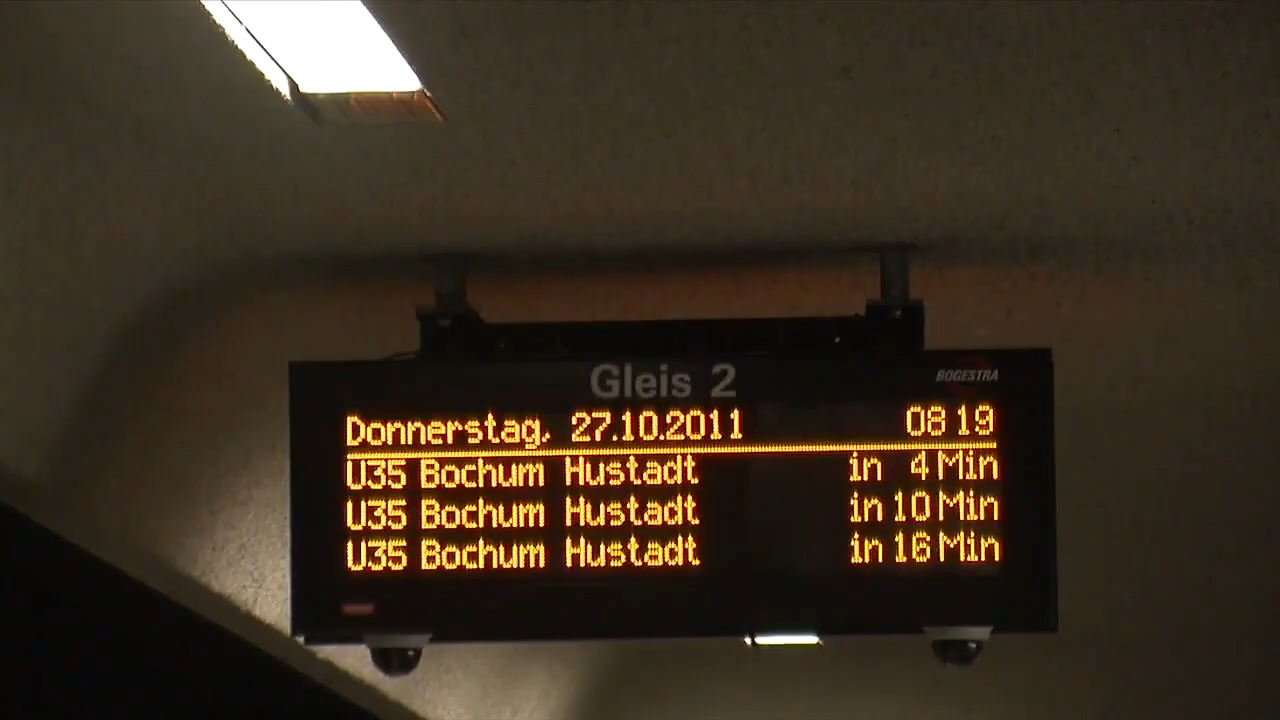 Gleis 2
BOGESTRA
Donnerstag, 27.10.2011 08 19
U35 Bochum Hustadt in 4 Min
U35 Bochum Hustadt in 10 Min
U35 Bochum Hustadt in 16 Min